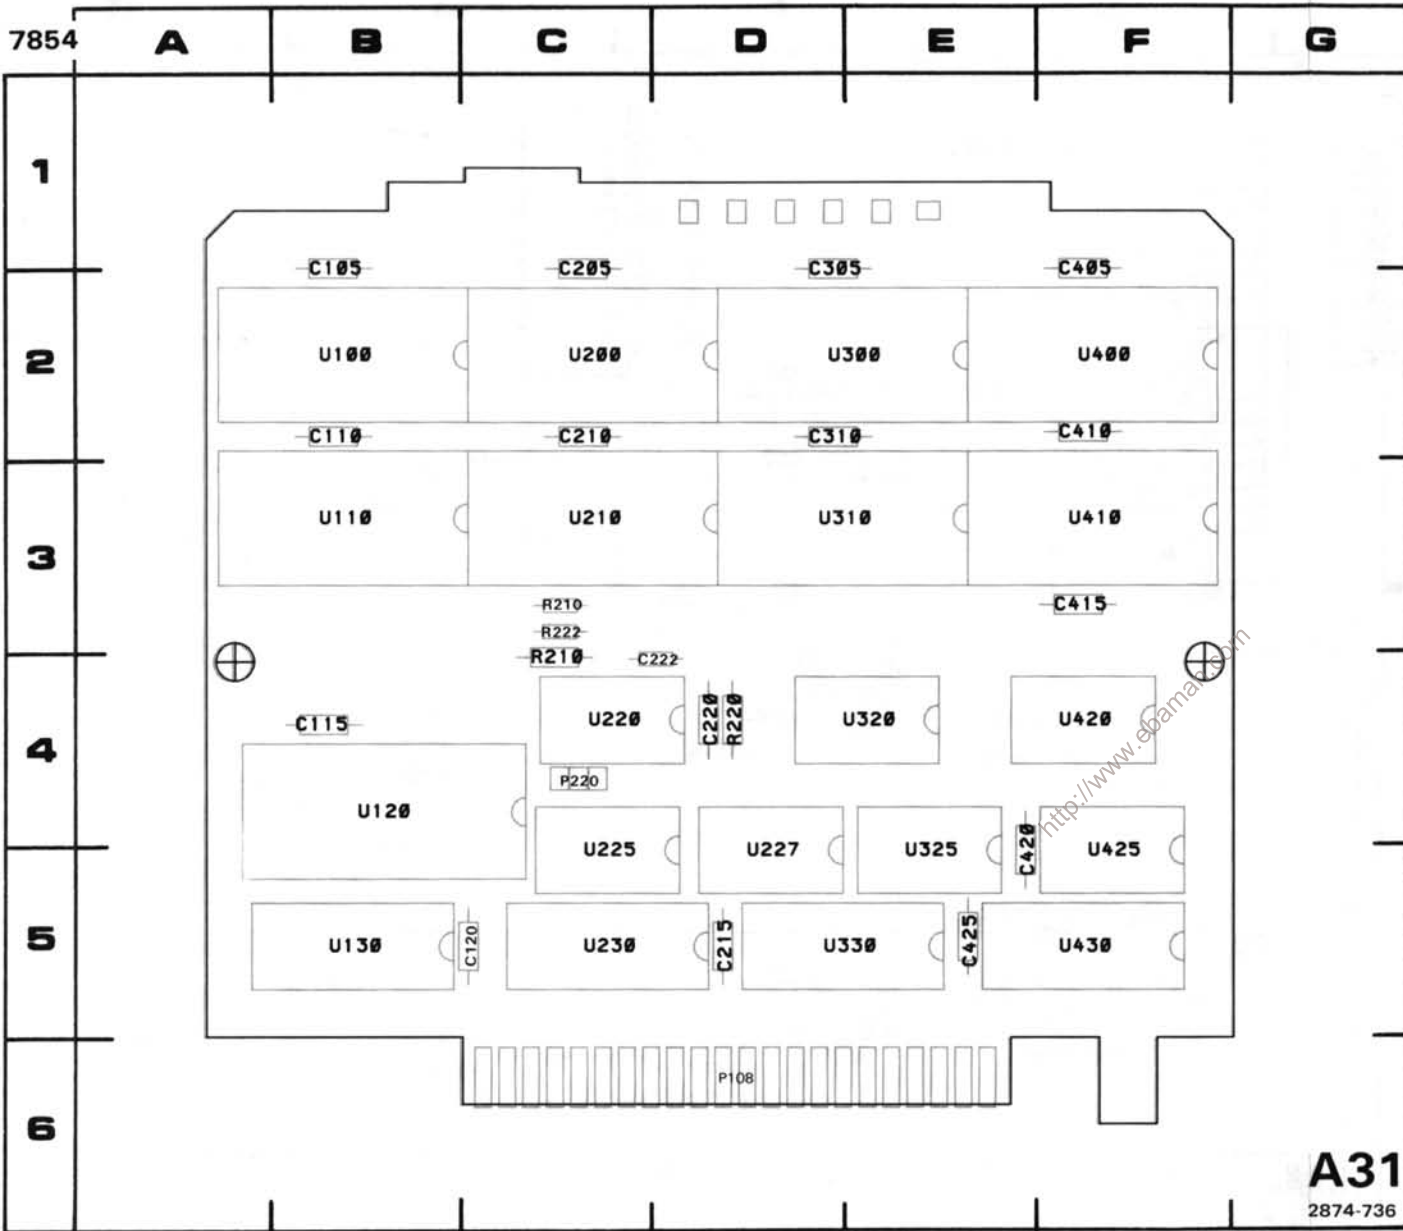 7854 A B C D E F G
1
C105 C205 C305 C405
2
U100 U200 U300 U400
C110 C210 C310 C410
U110 U210 U310 U410
3
R210 C415
R222
R210 C222
U220 C220 R220 U320 U420
C115
4
P220
U120
U225 U227 U325 C420 U425
5
U130 C120 U230 C215 U330 C425 U430
P108
6
A31
2874-736
http://www.ebaman.com